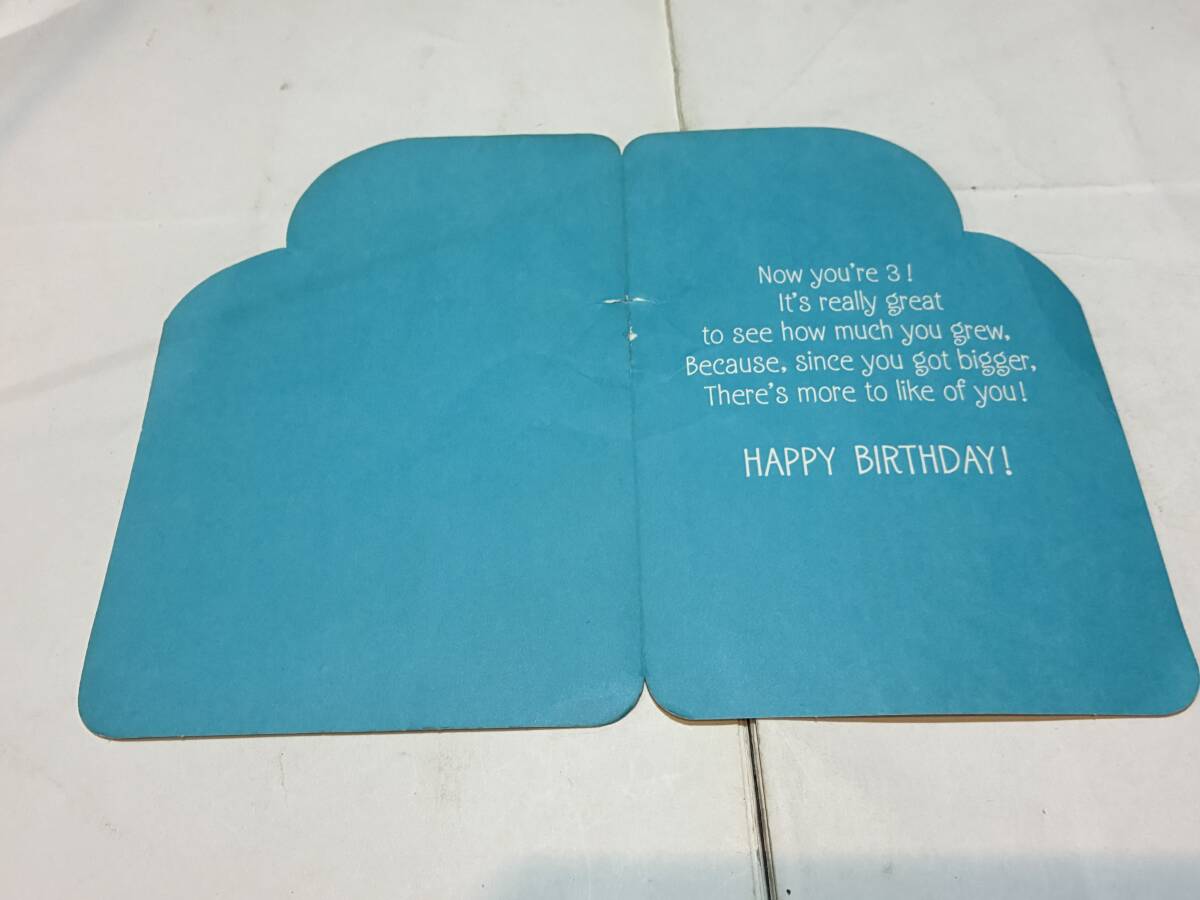 Now you're 3!
It's really great
to see how much you grew,
Because, since you got bigger,
There's more to like of you!
HAPPY BIRTHDAY!